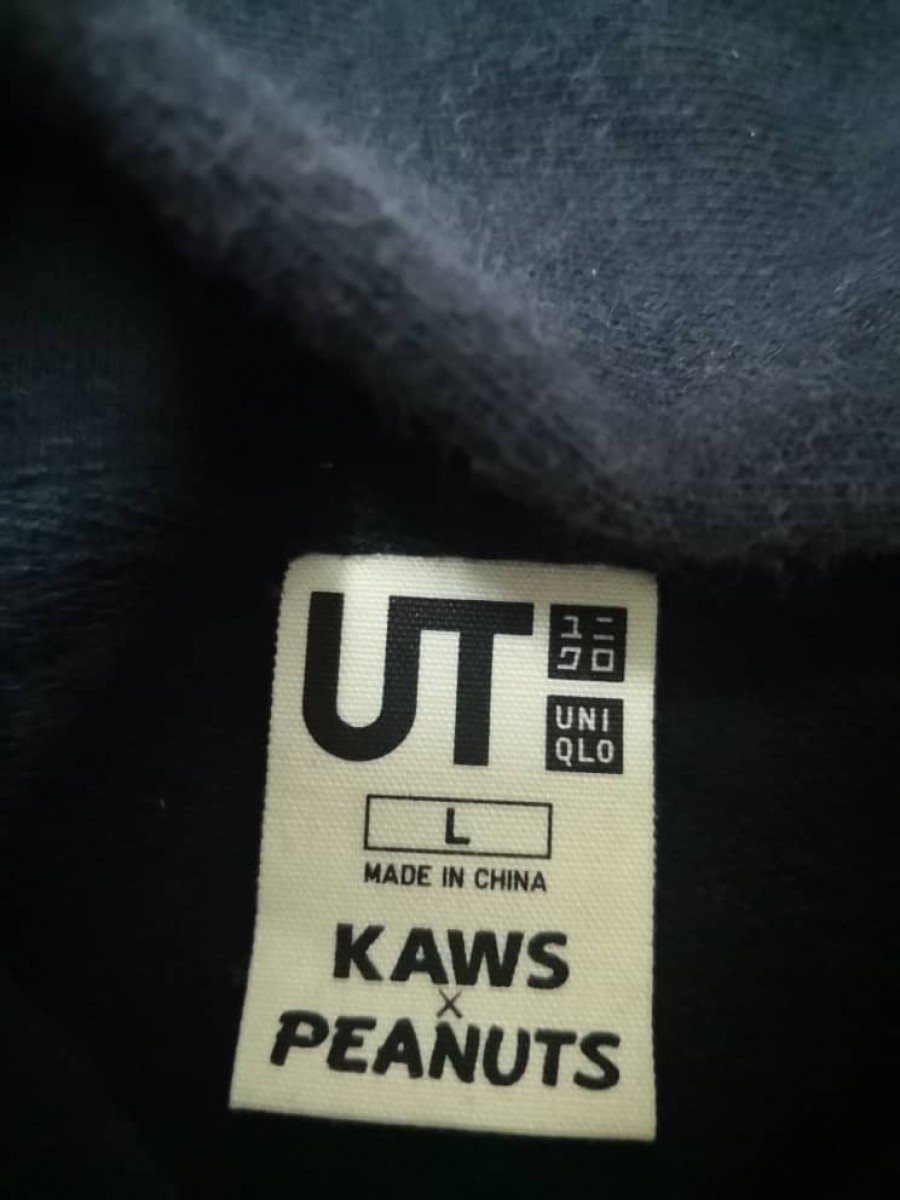 UT
ユニ
クロ
UNI
QLO
L
MADE IN CHINA
KAWS
×
PEANUTS